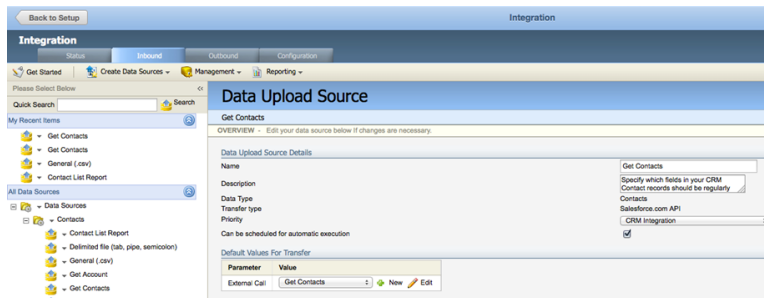 Back to Setup
Integration
Integration
Status
Inbound
Outbound
Configuration
Get Started
Create Data Sources
Management
Reporting
Please Select Below
Quick Search
Search
My Recent Items
Get Contacts
Get Contacts
General (.csv)
Contact List Report
All Data Sources
Data Sources
Contacts
Contact List Report
Delimited file (tab, pipe, semicolon)
General (.csv)
Get Account
Get Contacts
Data Upload Source
Get Contacts
OVERVIEW - Edit your data source below if changes are necessary.
Data Upload Source Details
Name Get Contacts
Description Specify which fields in your CRM
Contact records should be regularly
Data Type Contacts
Transfer type Salesforce.com API
Priority CRM Integration
Can be scheduled for automatic execution
Default Values For Transfer
Parameter Value
External Call Get Contacts New Edit